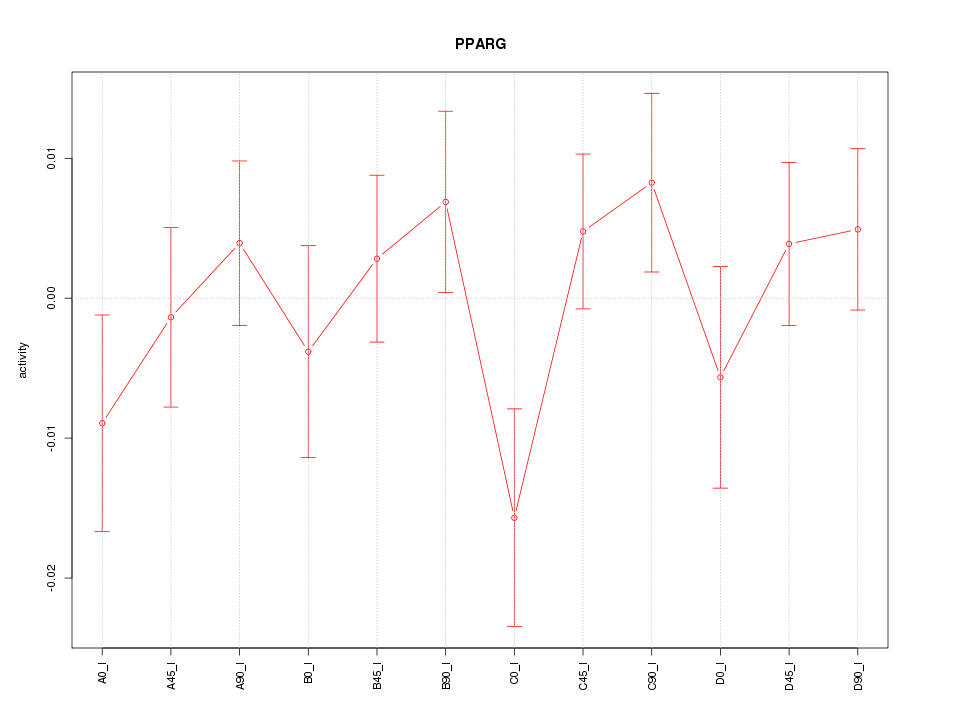 PPARG
activity
0.01
0.00
-0.01
-0.02
A0_I
A45_I
A90_I
B0_I
B45_I
B90_I
C0_I
C45_I
C90_I
D0_I
D45_I
D90_I